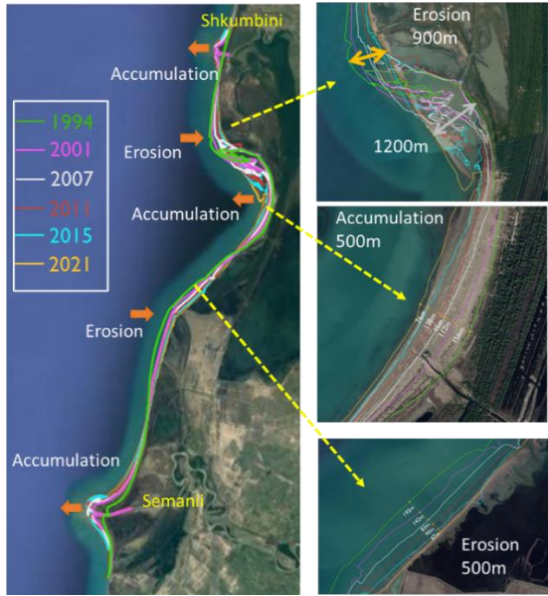 Shkumbini
Accumulation
1994
2001
2007
2011
2015
2021
Erosion
Accumulation
Erosion
Accumulation
Semanli
Erosion
900m
1200m
Accumulation
500m
Erosion
500m